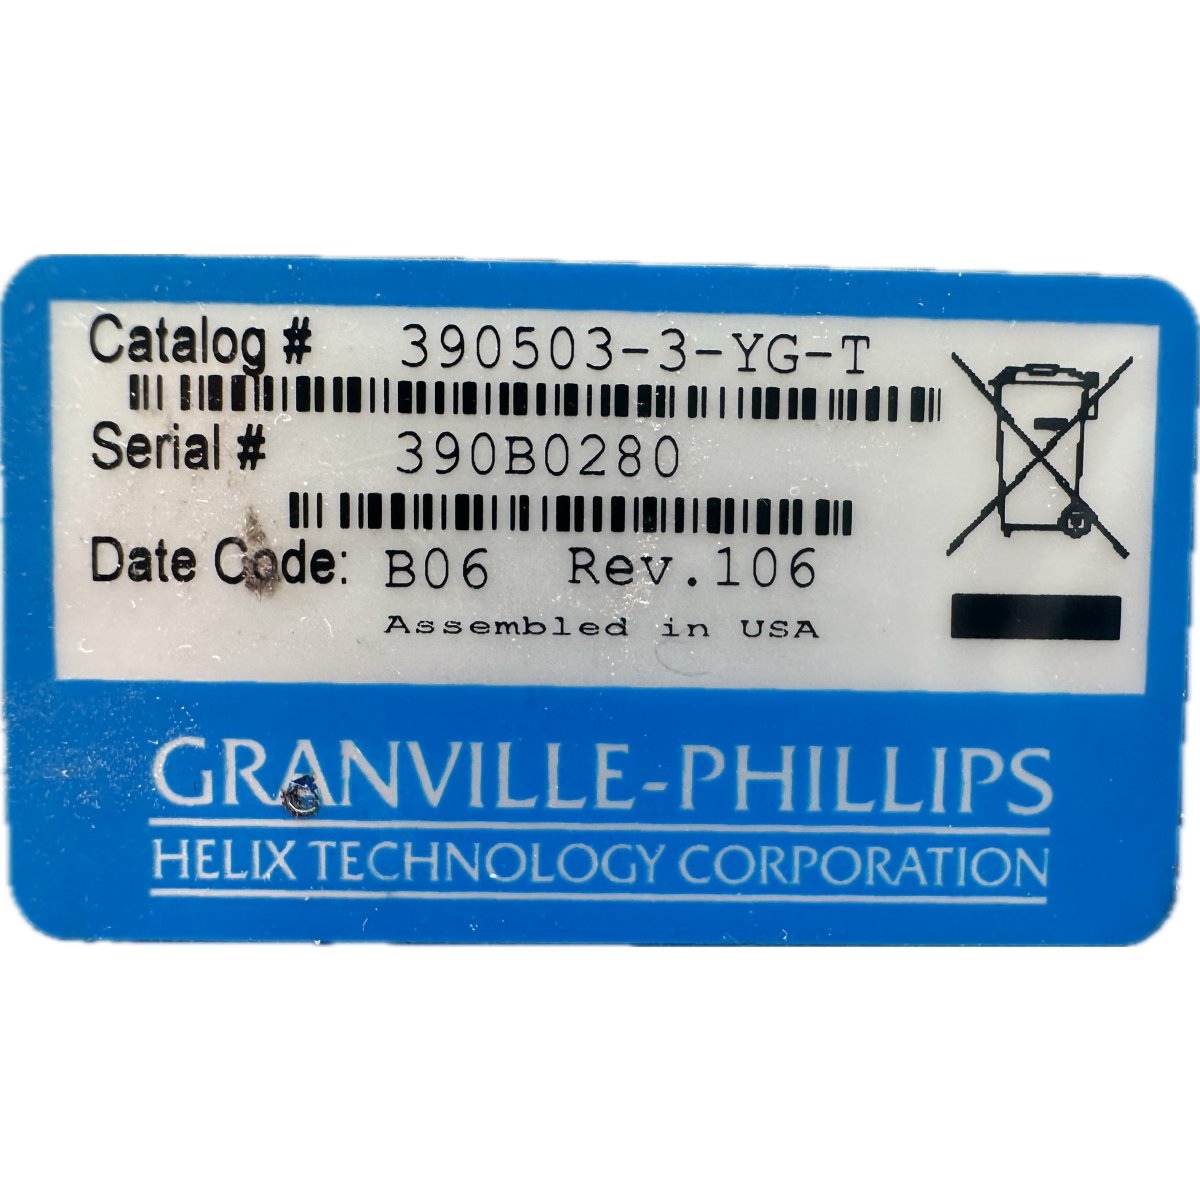 Catalog # 390503-3-YG-T
Serial # 390B0280
Date Code: B06 Rev.106
Assembled in USA
GRANVILLE-PHILLIPS
HELIX TECHNOLOGY CORPORATION